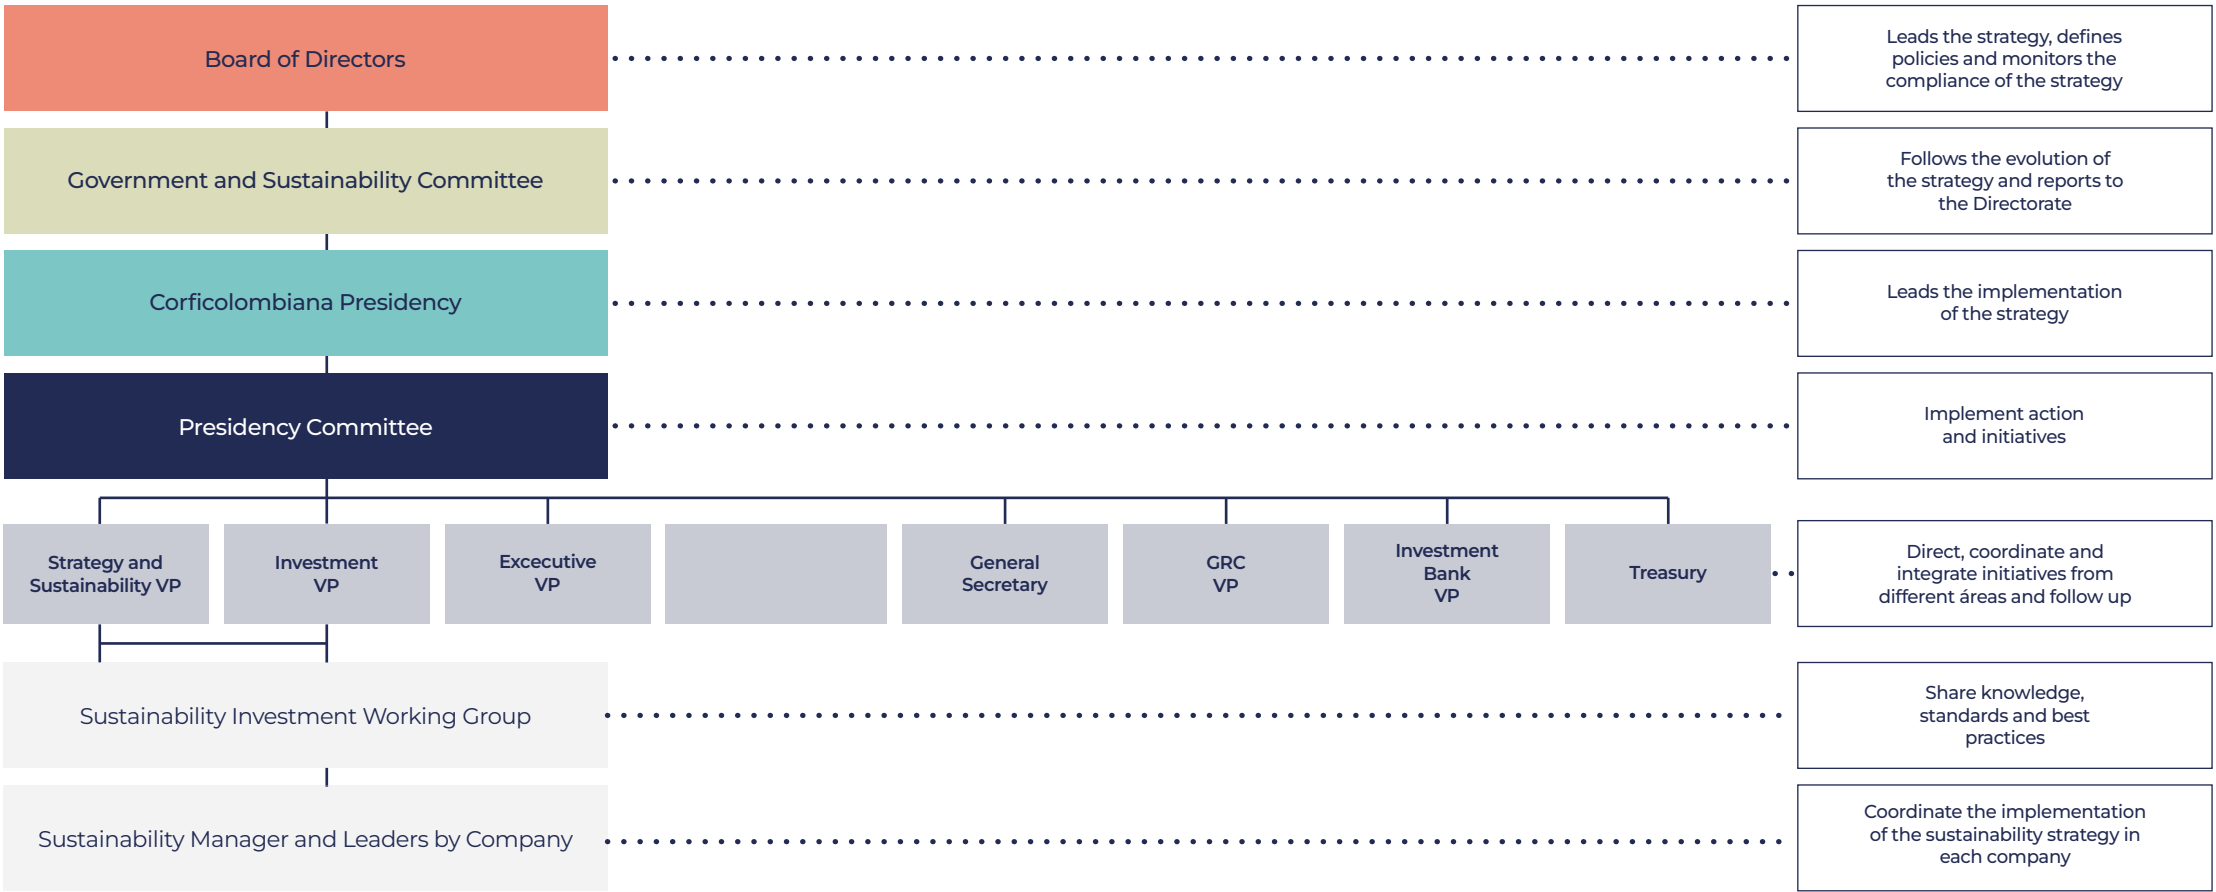 Board of Directors
Leads the strategy, defines
policies and monitors the
compliance of the strategy
Government and Sustainability Committee
Follows the evolution of
the strategy and reports to
the Directorate
Corficolombiana Presidency
Leads the implementation
of the strategy
Presidency Committee
Implement action
and initiatives
Strategy and
Sustainability VP
Investment
VP
Excecutive
VP
General
Secretary
GRC
VP
Investment
Bank
VP
Treasury
Direct, coordinate and
integrate initiatives from
different áreas and follow up
Sustainability Investment Working Group
Share knowledge,
standards and best
practices
Sustainability Manager and Leaders by Company
Coordinate the implementation
of the sustainability strategy in
each company